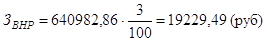 З_ВНР = 640982,86 · 3/100 = 19229,49 (руб)